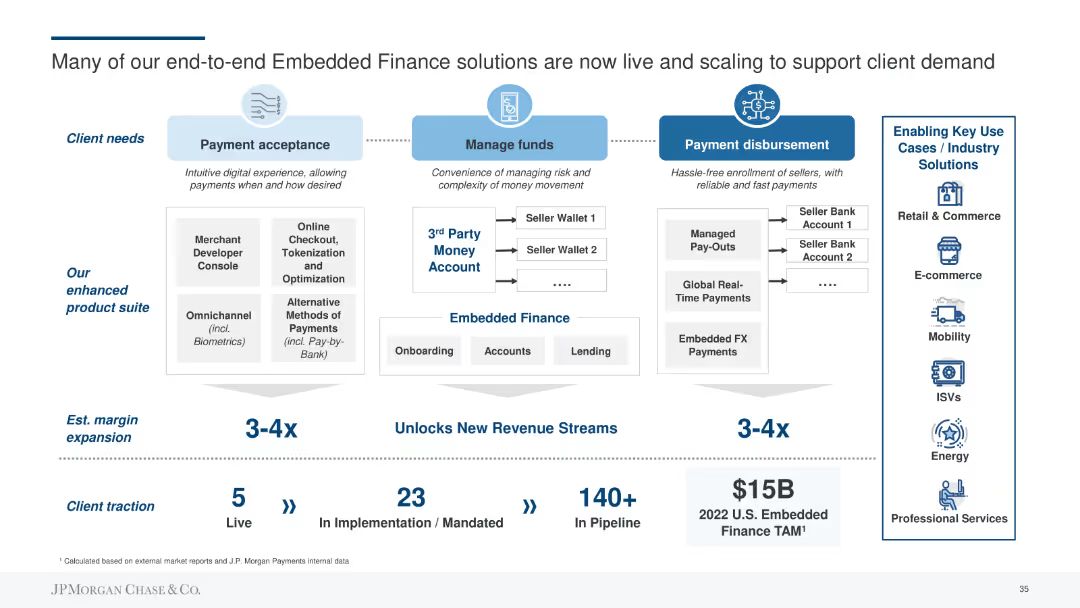 Many of our end-to-end Embedded Finance solutions are now live and scaling to support client demand
Client needs
Payment acceptance
Manage funds
Payment disbursement
Intuitive digital experience, allowing
payments when and how desired
Convenience of managing risk and
complexity of money movement
Hassle-free enrollment of sellers, with
reliable and fast payments
Our
enhanced
product suite
Merchant
Developer
Console
Online
Checkout,
Tokenization
and
Optimization
Omnichannel
(incl.
Biometrics)
Alternative
Methods of
Payments
(incl. Pay-by-
Bank)
3rd Party
Money
Account
Seller Wallet 1
Seller Wallet 2
....
Embedded Finance
Onboarding
Accounts
Lending
Managed
Pay-Outs
Global Real-
Time Payments
Embedded FX
Payments
Seller Bank
Account 1
Seller Bank
Account 2
....
Est. margin
expansion
3-4x
Unlocks New Revenue Streams
3-4x
Client traction
5
Live
»
23
In Implementation / Mandated
»
140+
In Pipeline
$15B
2022 U.S. Embedded
Finance TAM¹
Enabling Key Use
Cases / Industry
Solutions
Retail & Commerce
E-commerce
Mobility
ISVs
Energy
Professional Services
¹ Calculated based on external market reports and J.P. Morgan Payments internal data
JPMORGAN CHASE & CO.
35